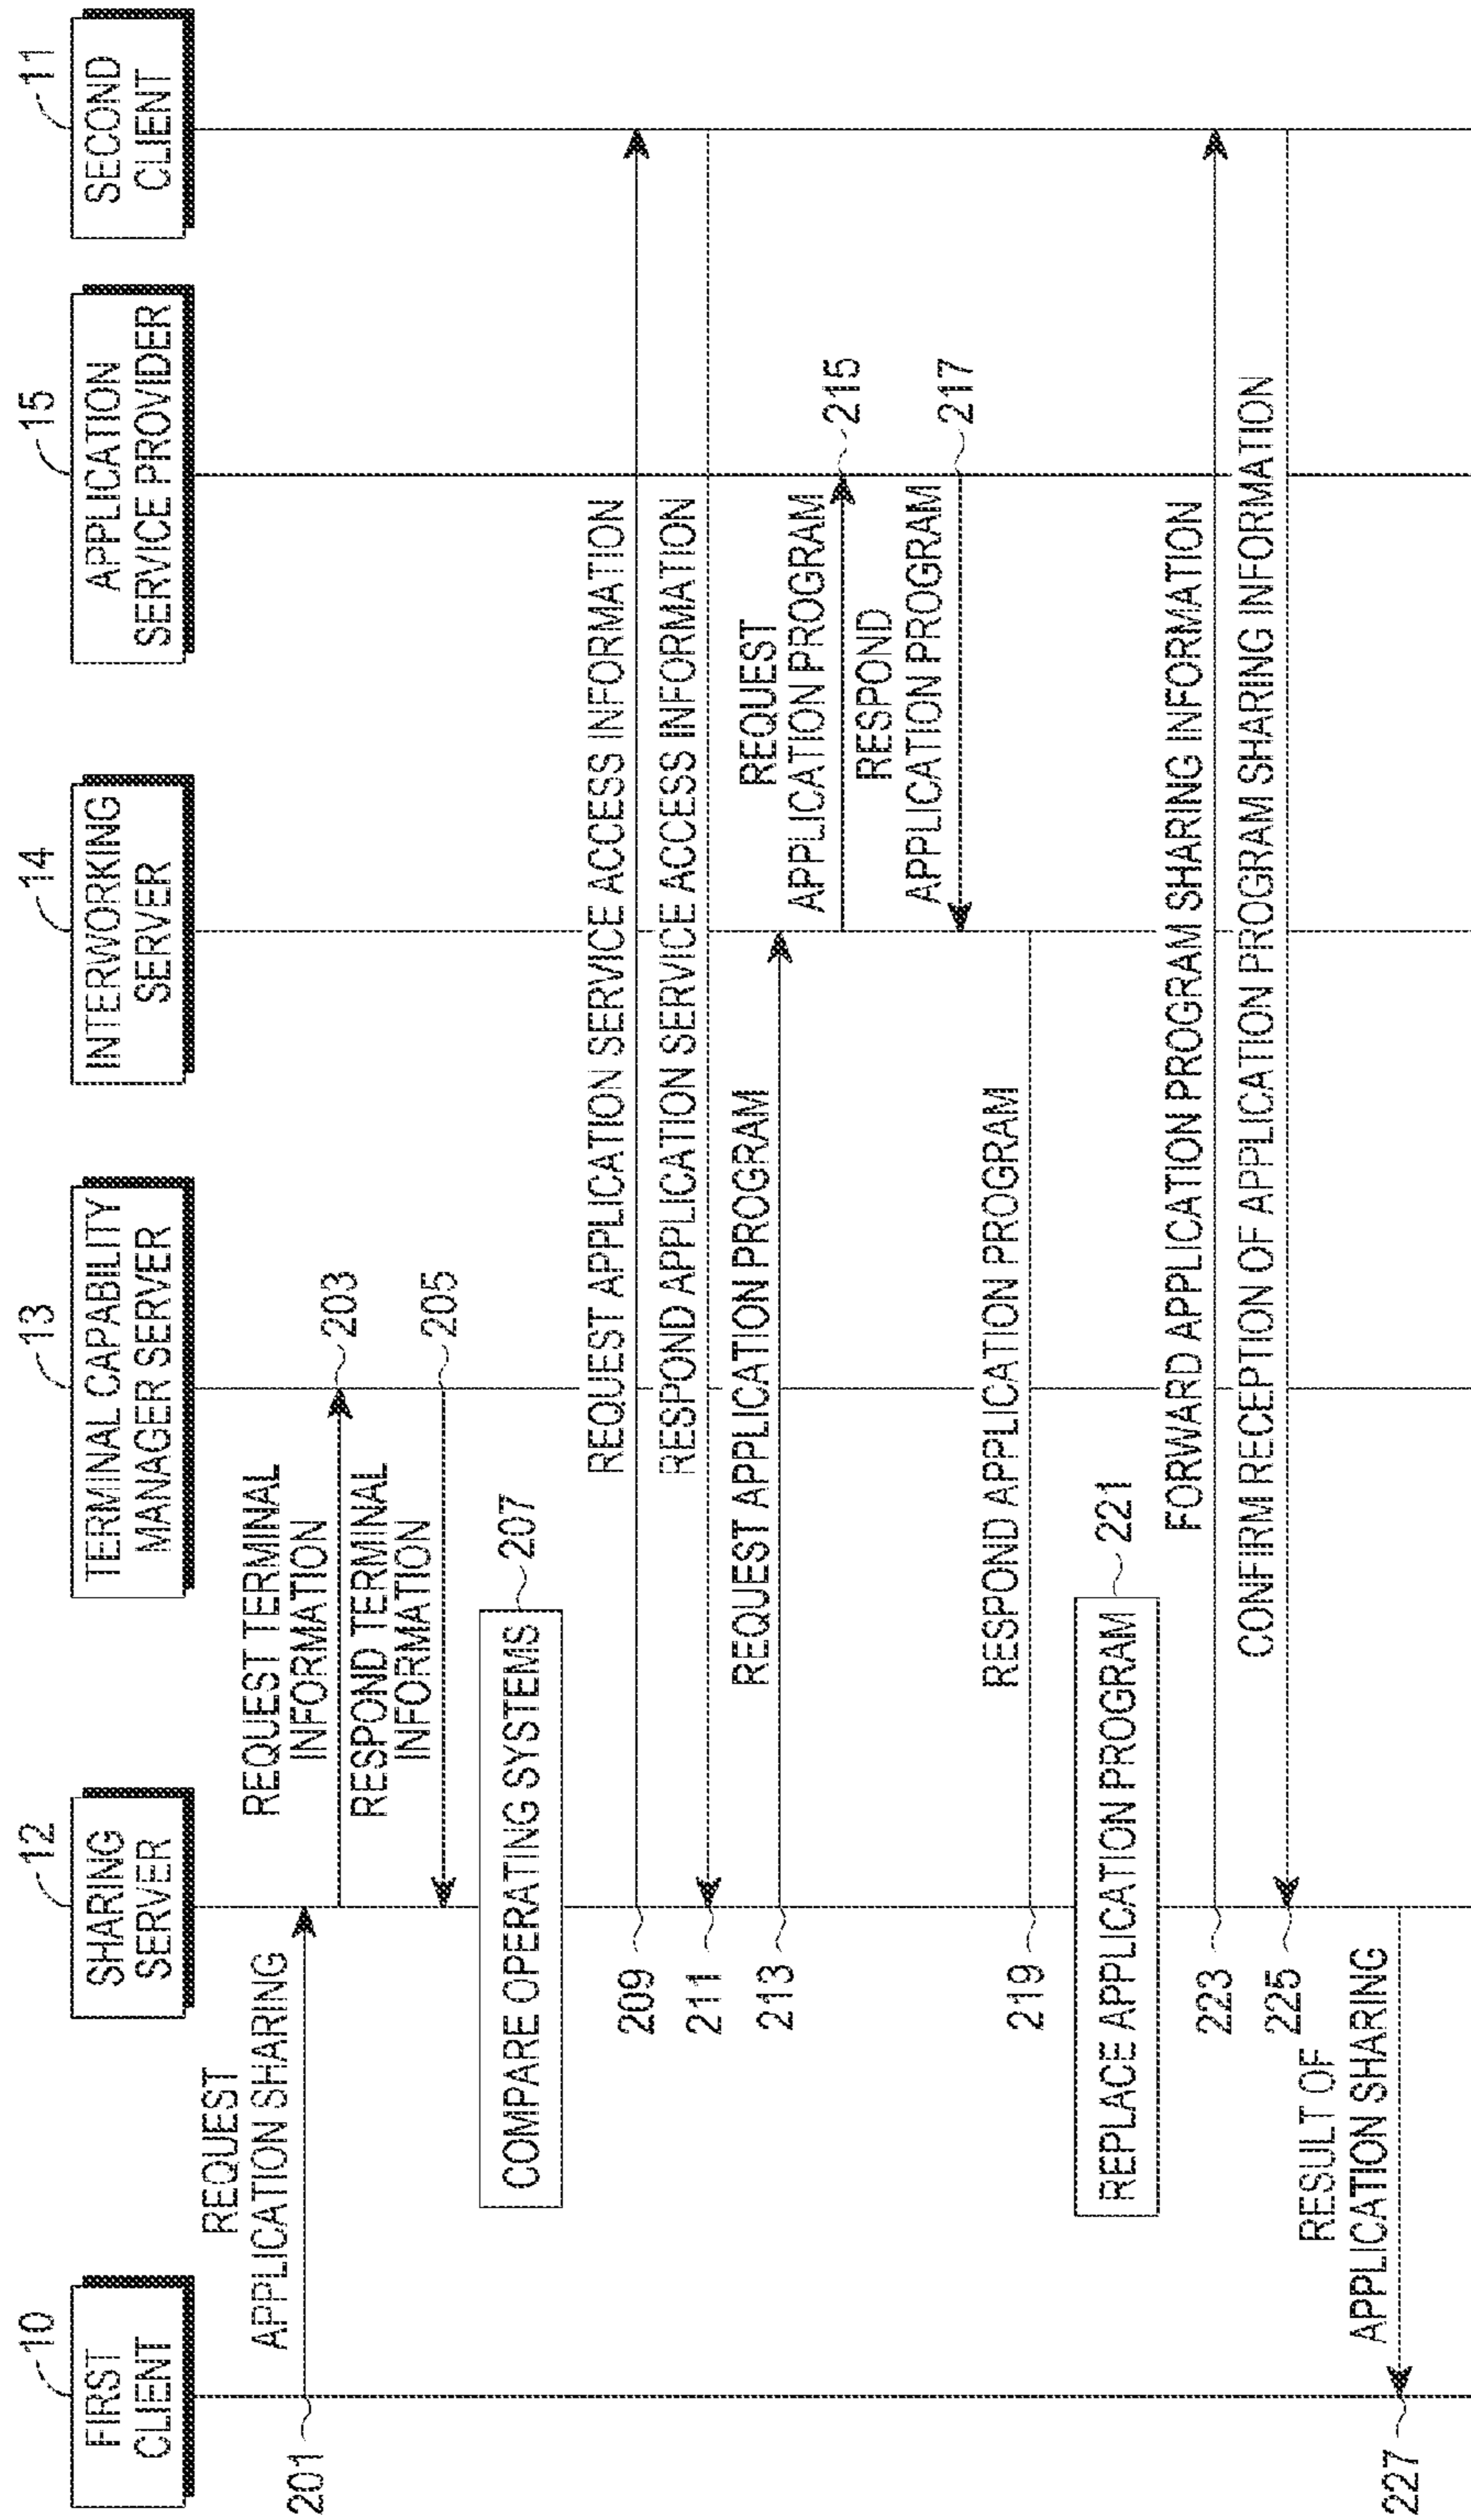 10
FIRST
CLIENT
12
SHARING
SERVER
13
TERMINAL CAPABILITY
MANAGER SERVER
14
INTERWORKING
SERVER
15
APPLICATION
SERVICE PROVIDER
11
SECOND
CLIENT
REQUEST
APPLICATION SHARING
201
REQUEST TERMINAL
INFORMATION
203
RESPOND TERMINAL
INFORMATION
205
COMPARE OPERATING SYSTEMS
207
REQUEST APPLICATION SERVICE ACCESS INFORMATION
209
RESPOND APPLICATION SERVICE ACCESS INFORMATION
211
REQUEST APPLICATION PROGRAM
213
REQUEST
APPLICATION PROGRAM
215
RESPOND
APPLICATION PROGRAM
217
RESPOND APPLICATION PROGRAM
219
REPLACE APPLICATION PROGRAM
221
FORWARD APPLICATION PROGRAM SHARING INFORMATION
223
CONFIRM RECEPTION OF APPLICATION PROGRAM SHARING INFORMATION
225
RESULT OF
APPLICATION SHARING
227